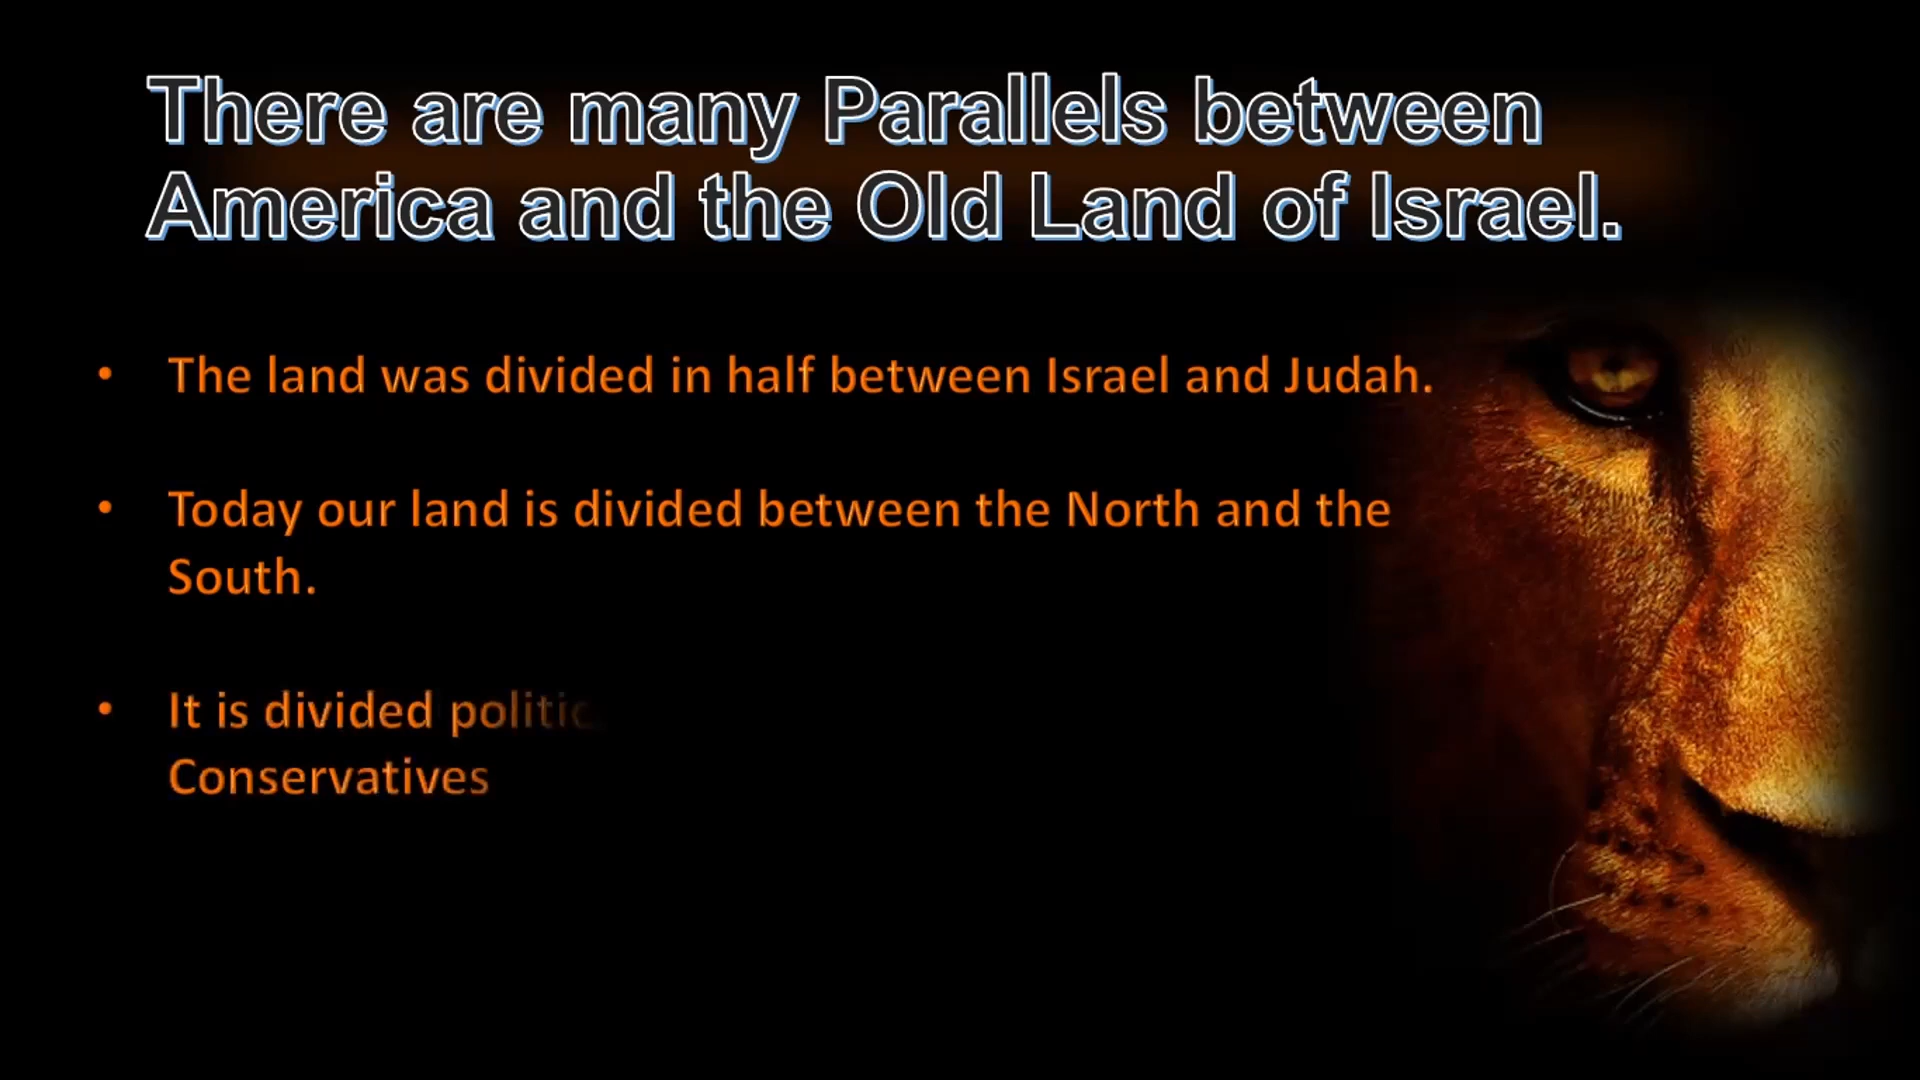 There are many Parallels between
America and the Old Land of Israel.
• The land was divided in half between Israel and Judah.
• Today our land is divided between the North and the
South.
• It is divided
Conservatives